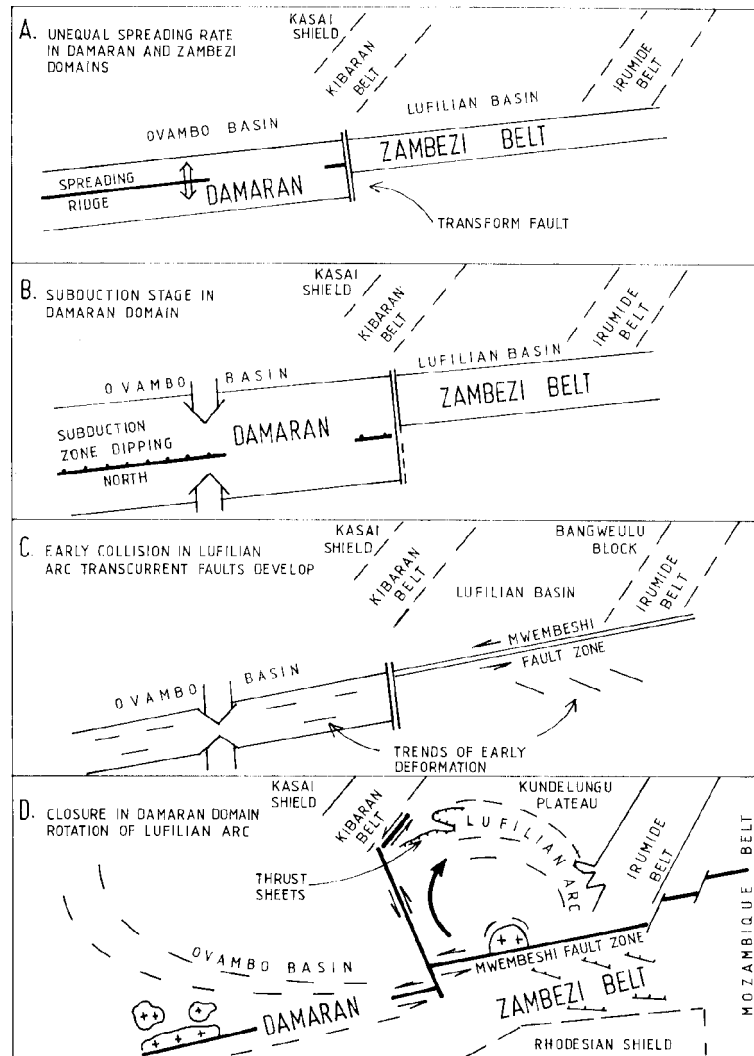 A. UNEQUAL SPREADING RATE
IN DAMARAN AND ZAMBEZI
DOMAINS
KASAI
SHIELD
KIBARAN
BELT
IRUMIDE
BELT
LUFILIAN BASIN
OVAMBO BASIN
ZAMBEZI BELT
SPREADING
RIDGE
DAMARAN
TRANSFORM FAULT
B. SUBDUCTION STAGE IN
DAMARAN DOMAIN
KASAI
SHIELD
KIBARAN
BELT
IRUMIDE
BELT
LUFILIAN BASIN
OVAMBO BASIN
ZAMBEZI BELT
SUBDUCTION
ZONE DIPPING
NORTH
DAMARAN
C. EARLY COLLISION IN LUFILIAN
ARC TRANSCURRENT FAULTS DEVELOP
KASAI
SHIELD
KIBARAN
BELT
BANGWEULU
BLOCK
IRUMIDE
BELT
LUFILIAN BASIN
MWEMBESHI
FAULT ZONE
OVAMBO BASIN
TRENDS OF EARLY
DEFORMATION
D. CLOSURE IN DAMARAN DOMAIN
ROTATION OF LUFILIAN ARC
KASAI
SHIELD
KIBARAN
BELT
KUNDELUNGU
PLATEAU
LUFILIAN ARC
IRUMIDE
BELT
MOZAMBIQUE BELT
THRUST
SHEETS
OVAMBO BASIN
MWEMBESHI FAULT ZONE
DAMARAN
ZAMBEZI BELT
RHODESIAN SHIELD